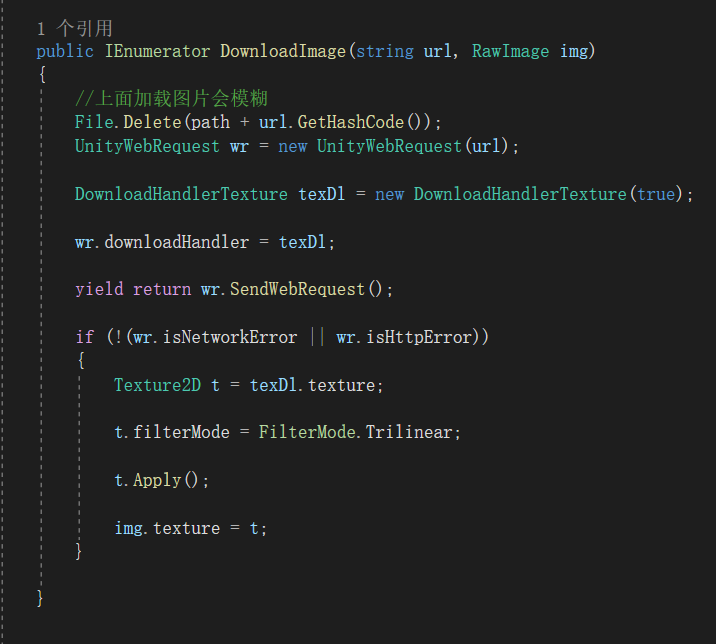 1 个引用
public IEnumerator DownloadImage(string url, RawImage img)
{
//上面加载图片会模糊
File.Delete(path + url.GetHashCode());
UnityWebRequest wr = new UnityWebRequest(url);
DownloadHandlerTexture texDl = new DownloadHandlerTexture(true);
wr.downloadHandler = texDl;
yield return wr.SendWebRequest();
if (!(wr.isNetworkError || wr.isHttpError))
{
Texture2D t = texDl.texture;
t.filterMode = FilterMode.Trilinear;
t.Apply();
img.texture = t;
}
}